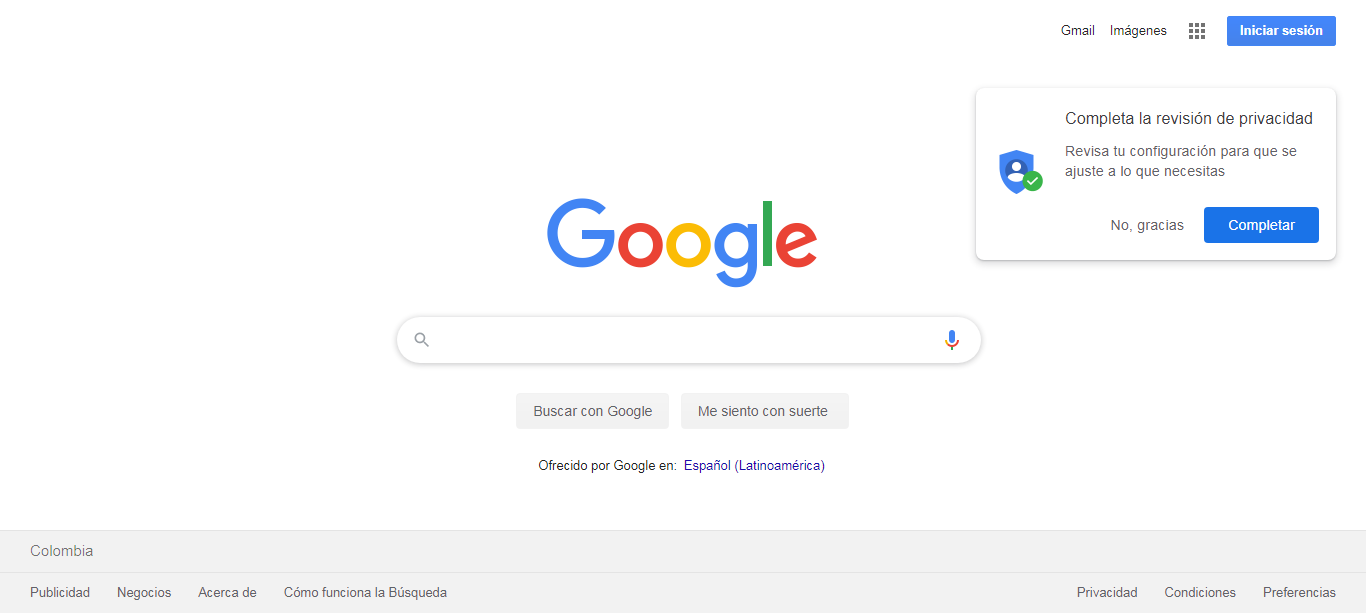 Gmail Imágenes Iniciar sesión
Completa la revisión de privacidad
Revisa tu configuración para que se
ajuste a lo que necesitas
No, gracias Completar
Google
Buscar con Google Me siento con suerte
Ofrecido por Google en: Español (Latinoamérica)
Colombia
Publicidad Negocios Acerca de Cómo funciona la Búsqueda Privacidad Condiciones Preferencias